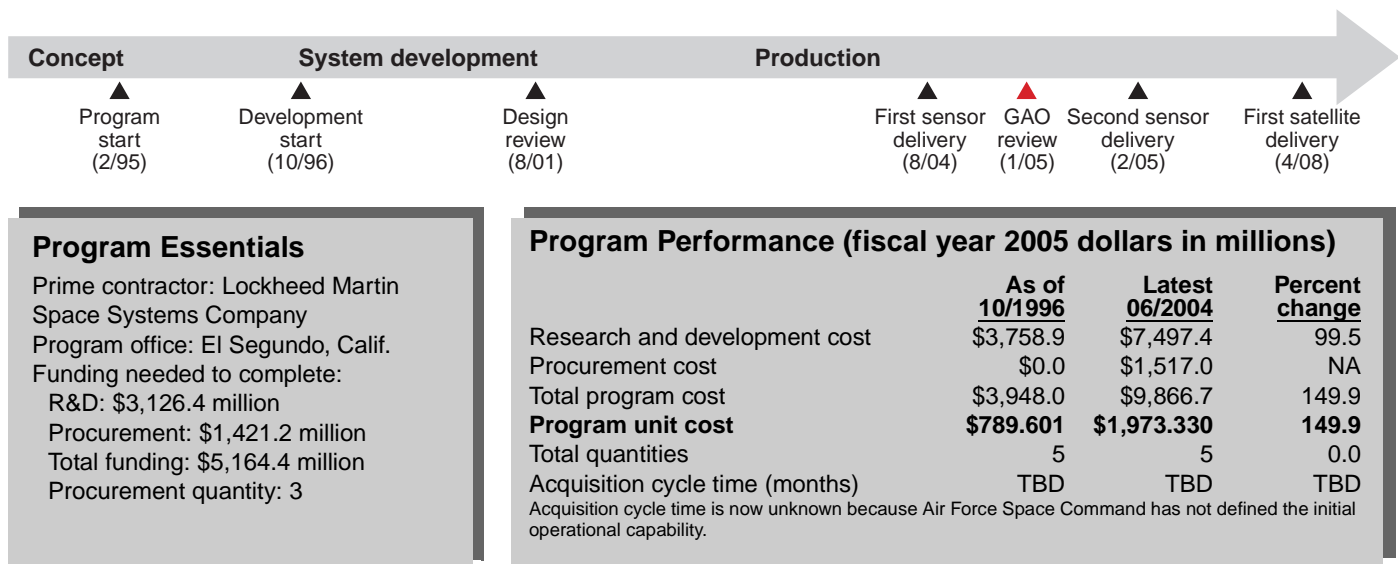 Concept System development Production
Program start (2/95)
Development start (10/96)
Design review (8/01)
First sensor delivery (8/04)
GAO review (1/05)
Second sensor delivery (2/05)
First satellite delivery (4/08)
Program Essentials
Prime contractor: Lockheed Martin
Space Systems Company
Program office: El Segundo, Calif.
Funding needed to complete:
R&D: $3,126.4 million
Procurement: $1,421.2 million
Total funding: $5,164.4 million
Procurement quantity: 3
Program Performance (fiscal year 2005 dollars in millions)
As of 10/1996 Latest 06/2004 Percent change
Research and development cost $3,758.9 $7,497.4 99.5
Procurement cost $0.0 $1,517.0 NA
Total program cost $3,948.0 $9,866.7 149.9
Program unit cost $789.601 $1,973.330 149.9
Total quantities 5 5 0.0
Acquisition cycle time (months) TBD TBD TBD
Acquisition cycle time is now unknown because Air Force Space Command has not defined the initial
operational capability.